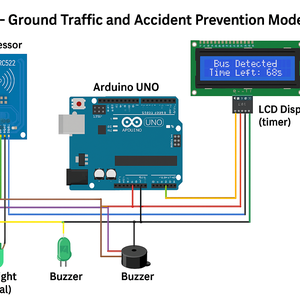 – Ground Traffic and Accident Prevention Mode
essor
RC522
Arduino UNO
UNO
ARDUINO
Bus Detected
Time Left: 68s
LCD Disp
(timer)
ght
al)
Buzzer
Buzzer